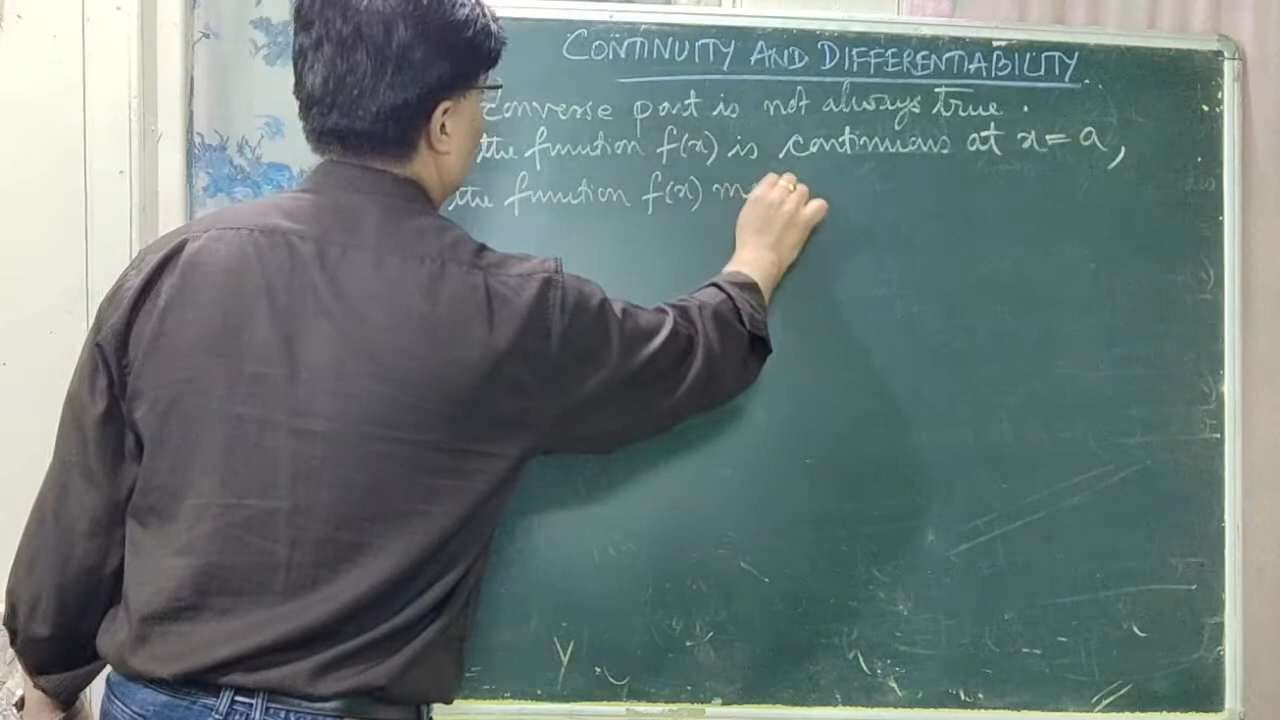 CONTINUITY AND DIFFERENTIABILITY
Converse part is not always true.
the function f(x) is continuous at x = a,
the function f(x) m